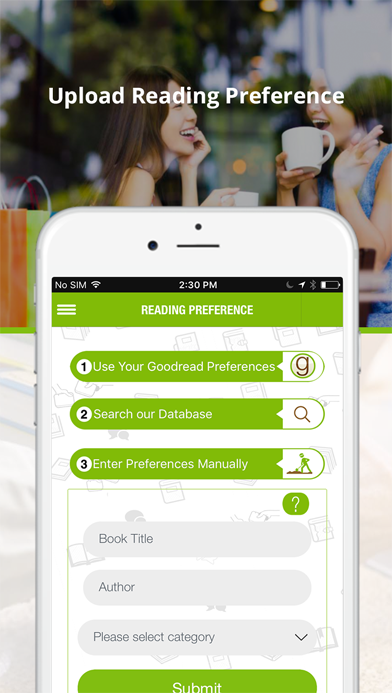 Upload Reading Preference
No SIM 2:30 PM
READING PREFERENCE
1 Use Your Goodread Preferences g
2 Search our Database
3 Enter Preferences Manually
?
Book Title
Author
Please select category
Submit